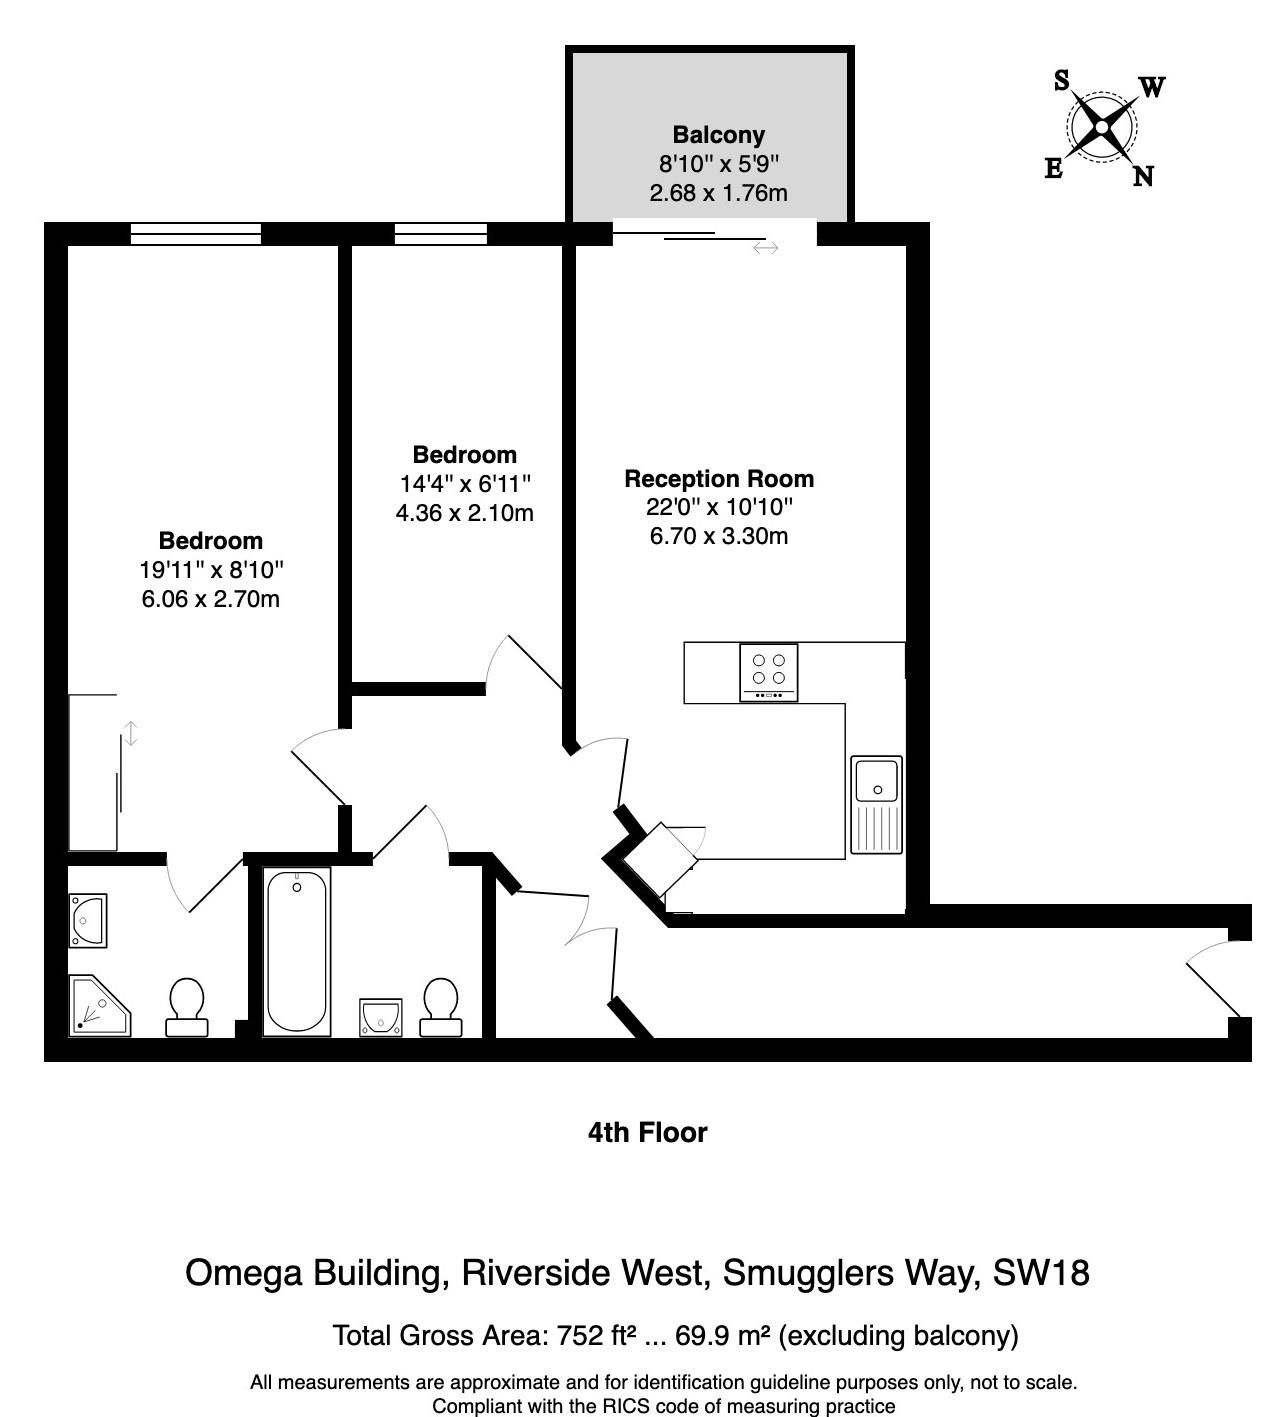 Balcony
8'10" x 5'9"
2.68 x 1.76m
S
W
E
N
Bedroom
14'4" x 6'11"
4.36 x 2.10m
Reception Room
22'0" x 10'10"
6.70 x 3.30m
Bedroom
19'11" x 8'10"
6.06 x 2.70m
4th Floor
Omega Building, Riverside West, Smugglers Way, SW18
Total Gross Area: 752 ft² ... 69.9 m² (excluding balcony)
All measurements are approximate and for identification guideline purposes only, not to scale.
Compliant with the RICS code of measuring practice